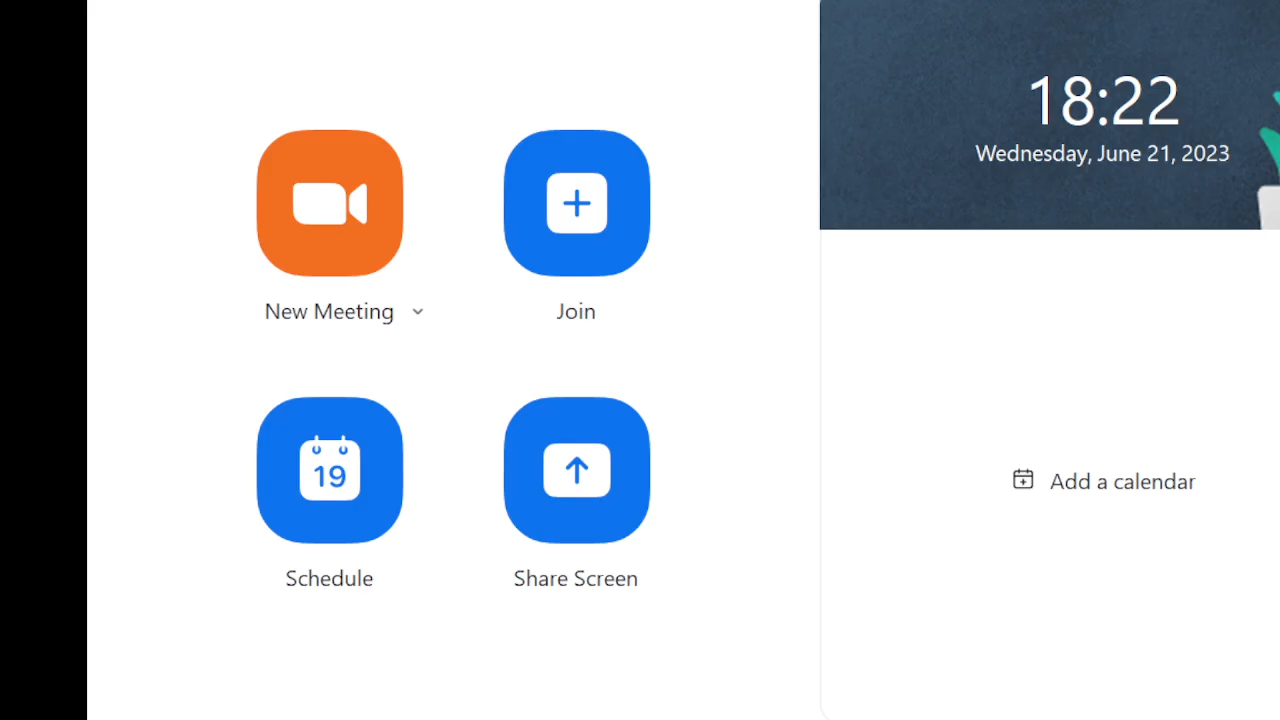 18:22
Wednesday, June 21, 2023
New Meeting
Join
19
Schedule
Share Screen
Add a calendar